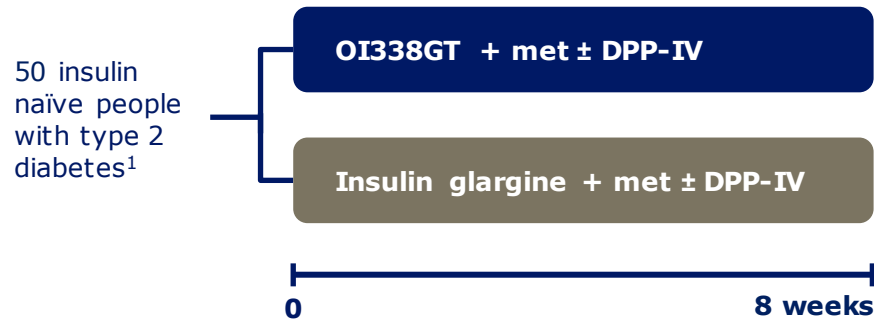 50 insulin
naïve people
with type 2
diabetes¹
OI338GT + met ± DPP-IV
Insulin glargine + met ± DPP-IV
0
8 weeks